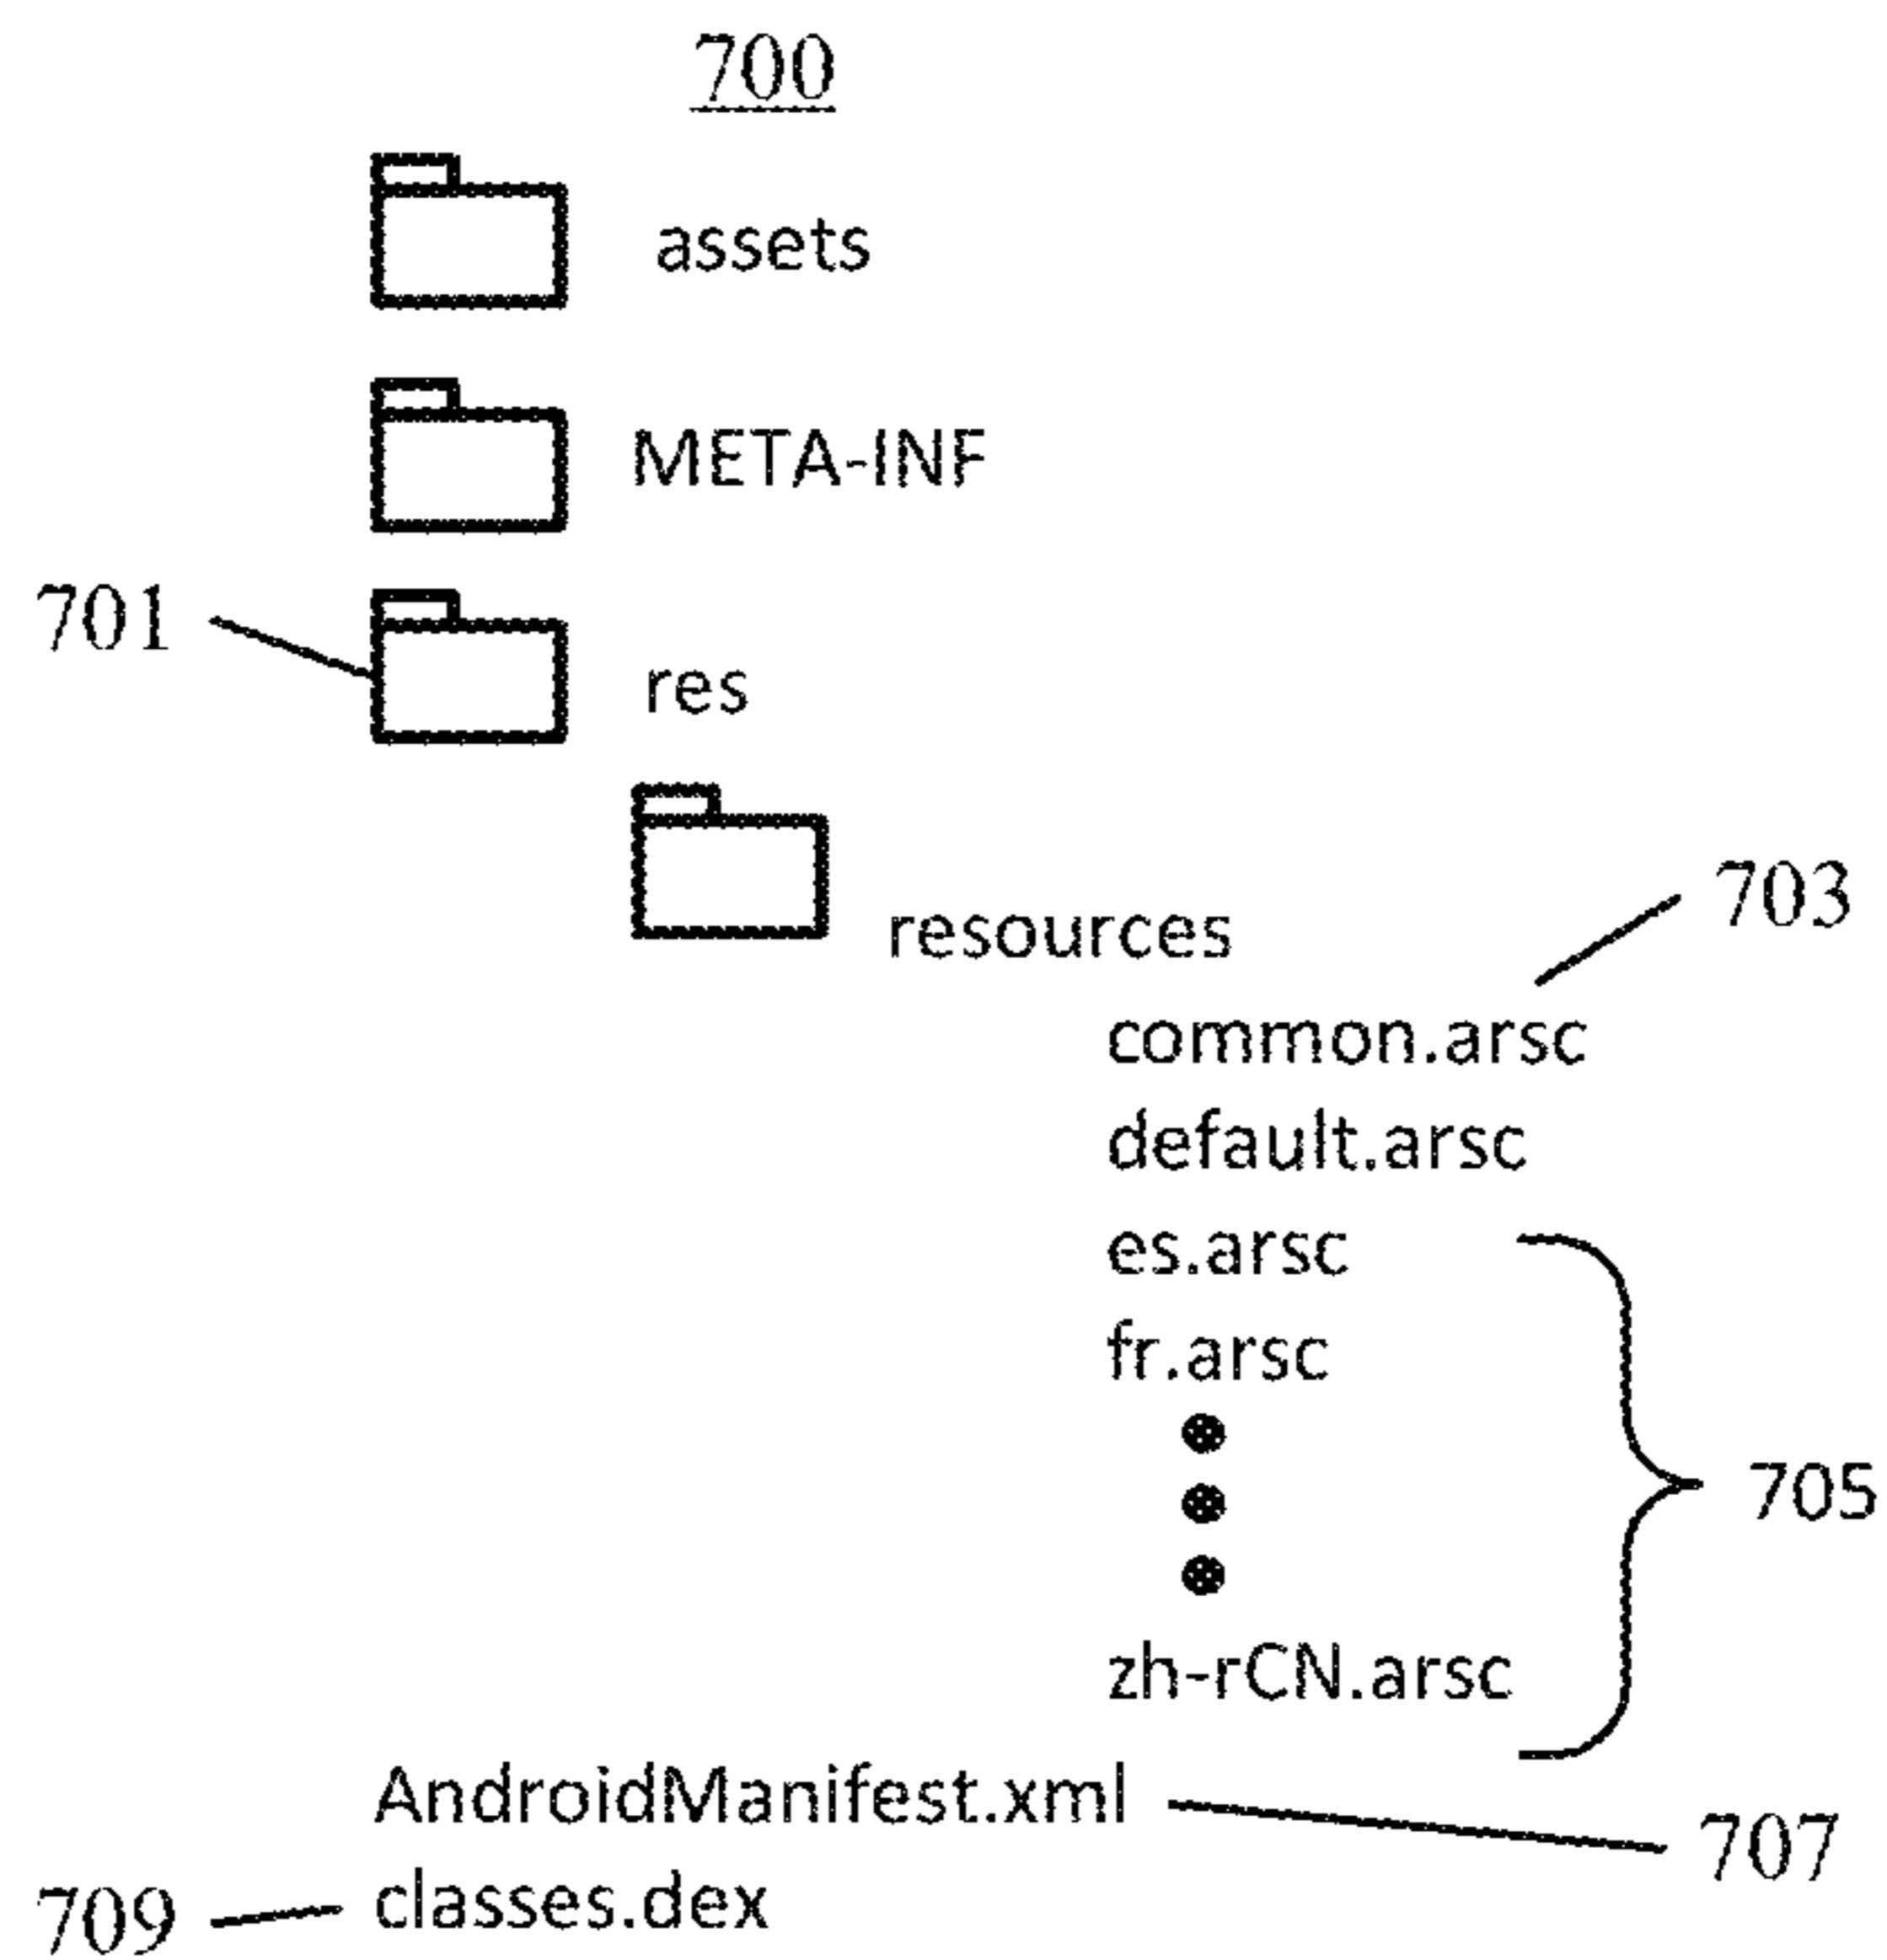 700
assets
META-INF
701
res
resources
703
common.arsc
default.arsc
es.arsc
fr.arsc
705
zh-rCN.arsc
AndroidManifest.xml
707
709
classes.dex